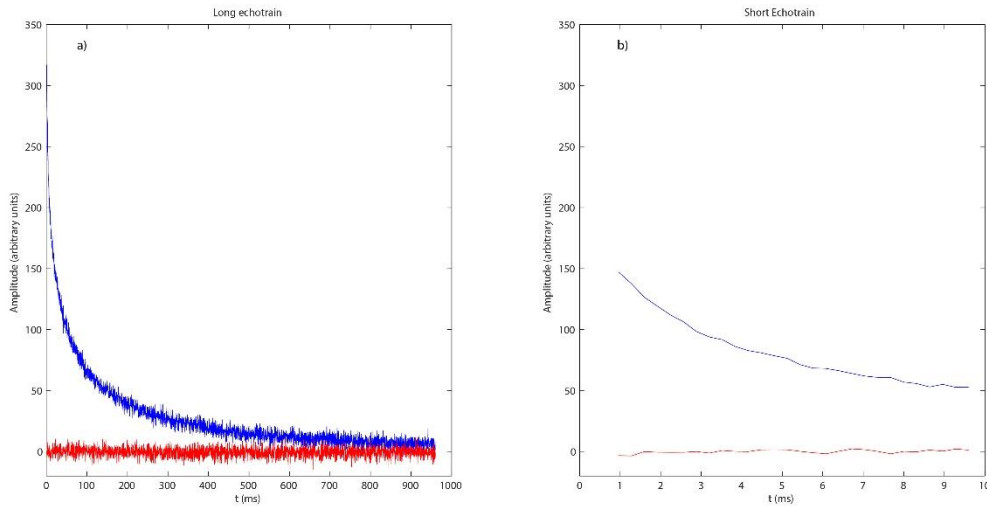 Long echotrain
a)
350
300
250
200
150
100
50
0
Amplitude (arbitrary units)
0 100 200 300 400 500 600 700 800 900 1000
t (ms)
Short Echotrain
b)
350
300
250
200
150
100
50
0
Amplitude (arbitrary units)
0 1 2 3 4 5 6 7 8 9 10
t (ms)